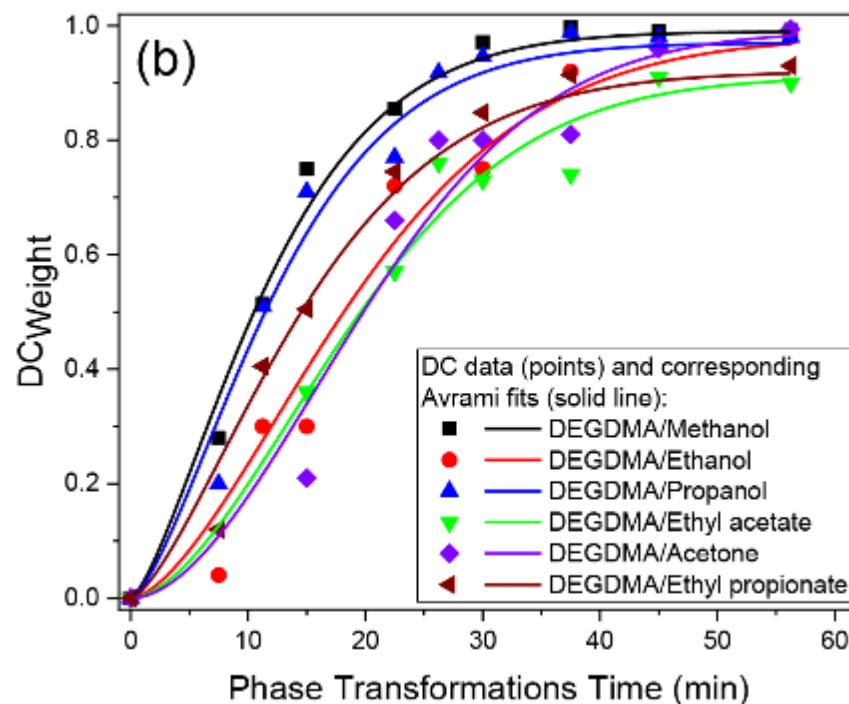 (b)
1.0
0.8
0.6
0.4
0.2
0.0
DCWeight
0
10
20
30
40
50
60
Phase Transformations Time (min)
DC data (points) and corresponding
Avrami fits (solid line):
DEGDMA/Methanol
DEGDMA/Ethanol
DEGDMA/Propanol
DEGDMA/Ethyl acetate
DEGDMA/Acetone
DEGDMA/Ethyl propionate